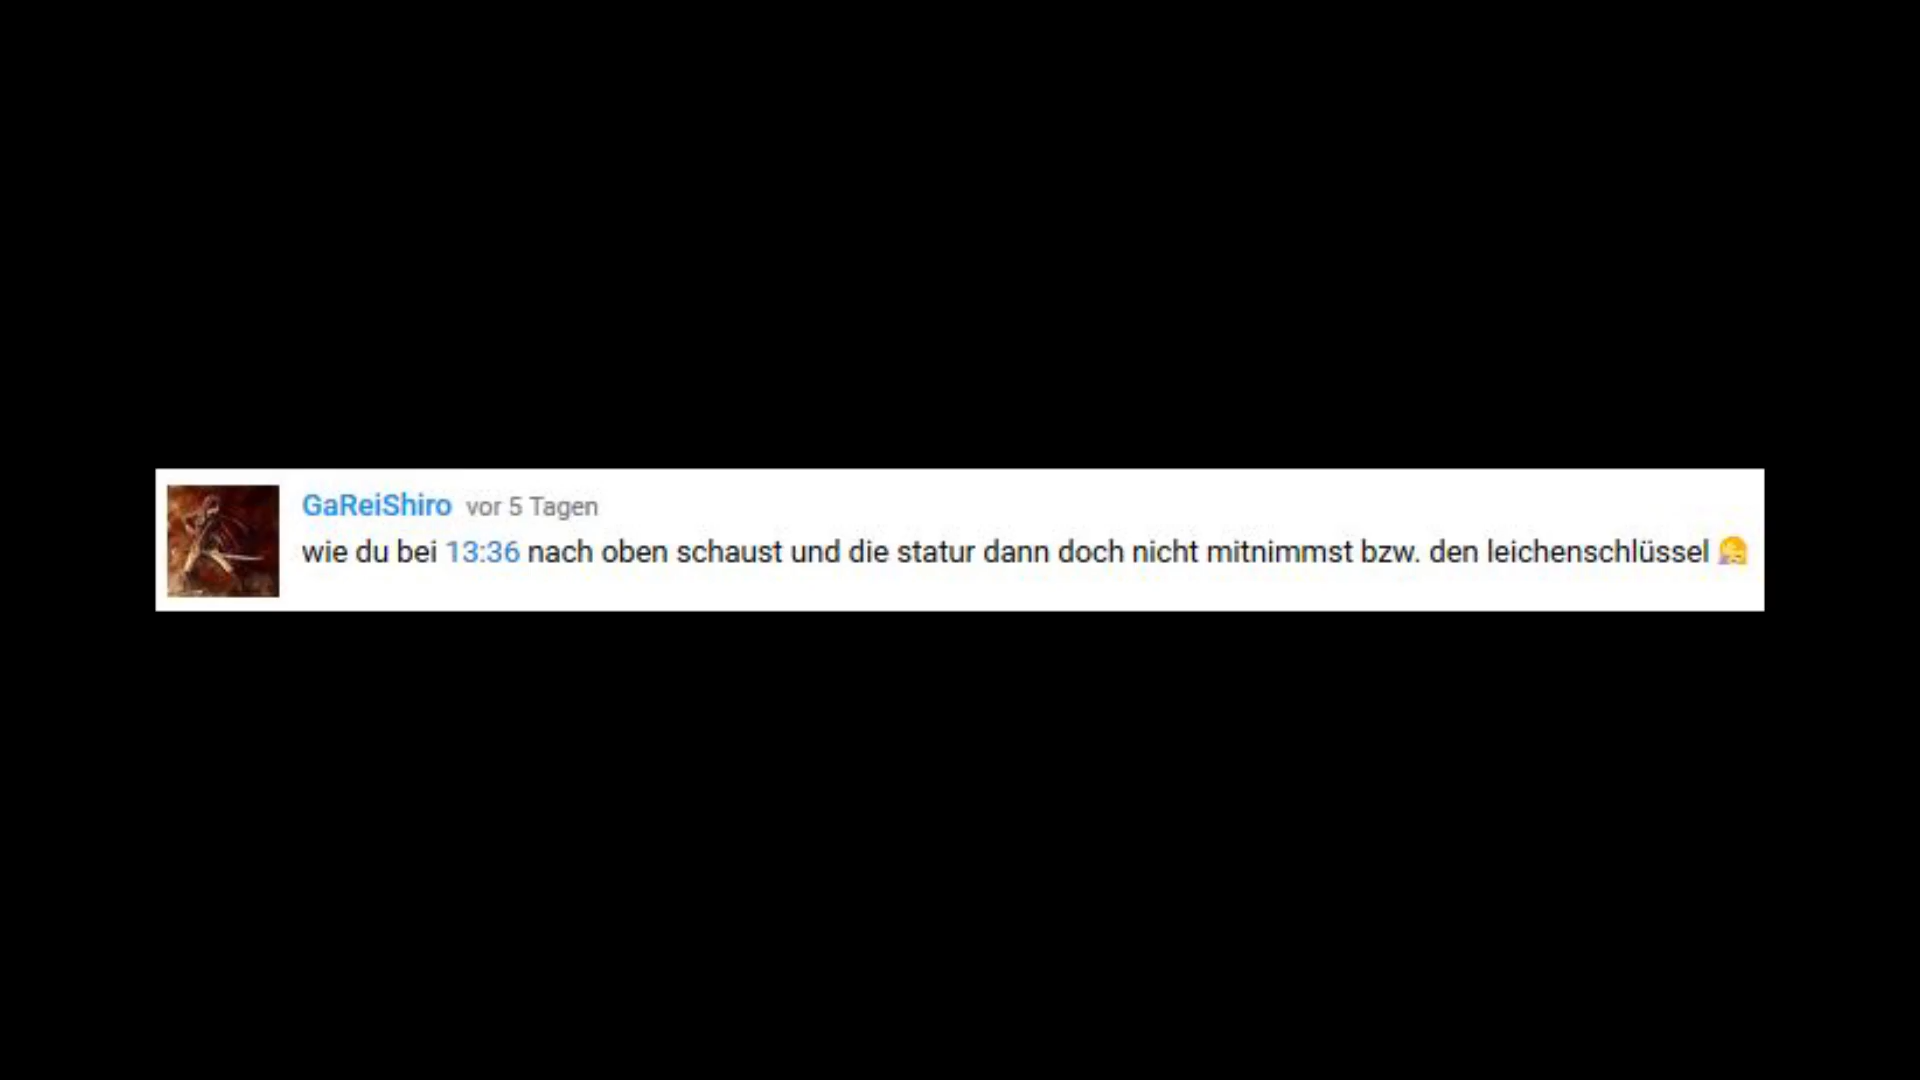 GaReiShiro vor 5 Tagen
wie du bei 13:36 nach oben schaust und die statur dann doch nicht mitnimmst bzw. den leichenschlüssel 🤦